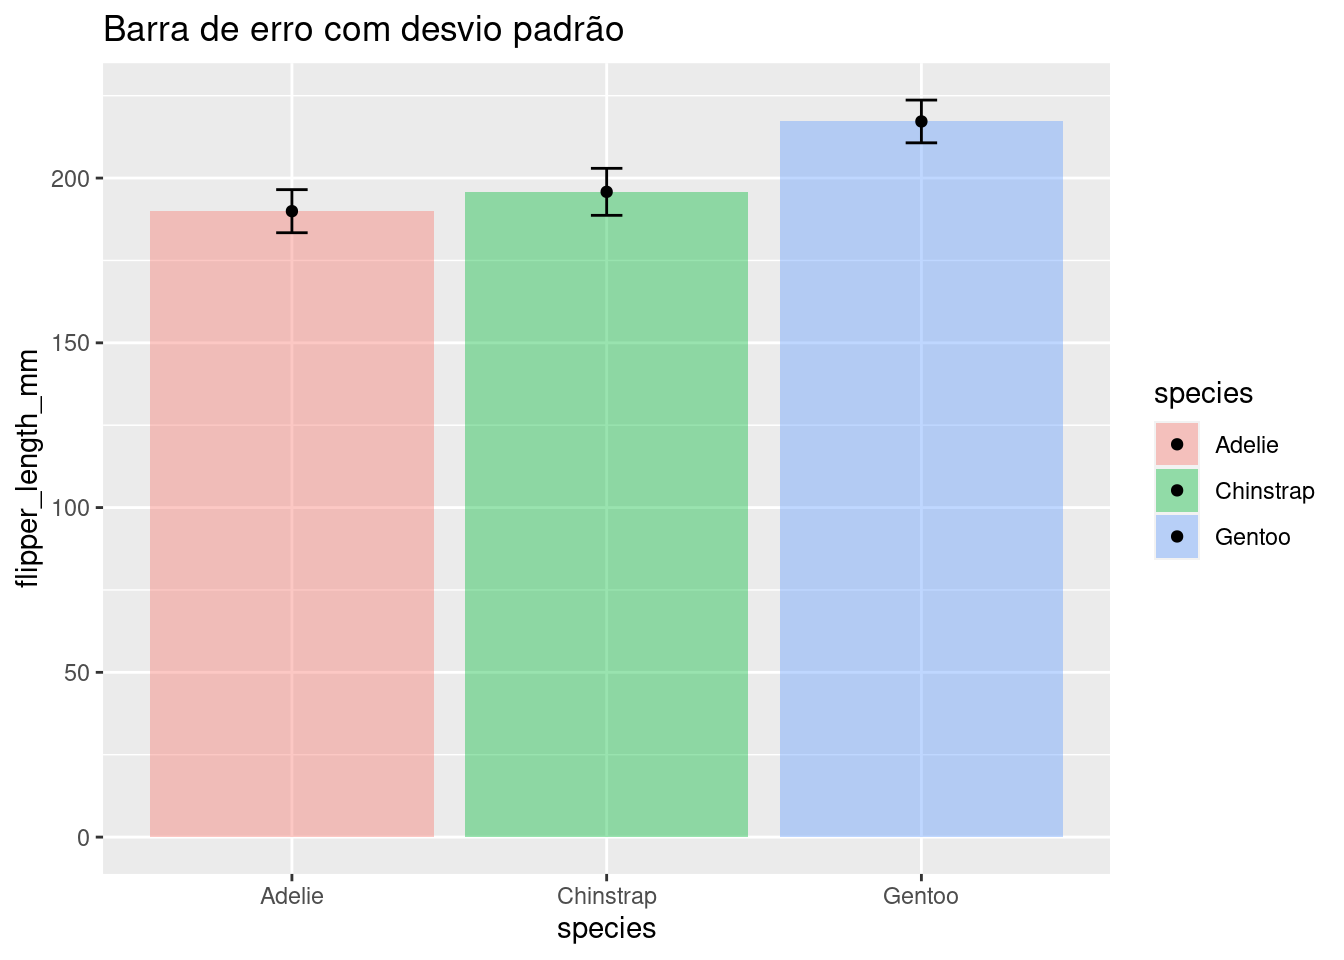 Barra de erro com desvio padrão
flipper_length_mm
200
150
100
50
0
Adelie
Chinstrap
Gentoo
species
species
Adelie
Chinstrap
Gentoo